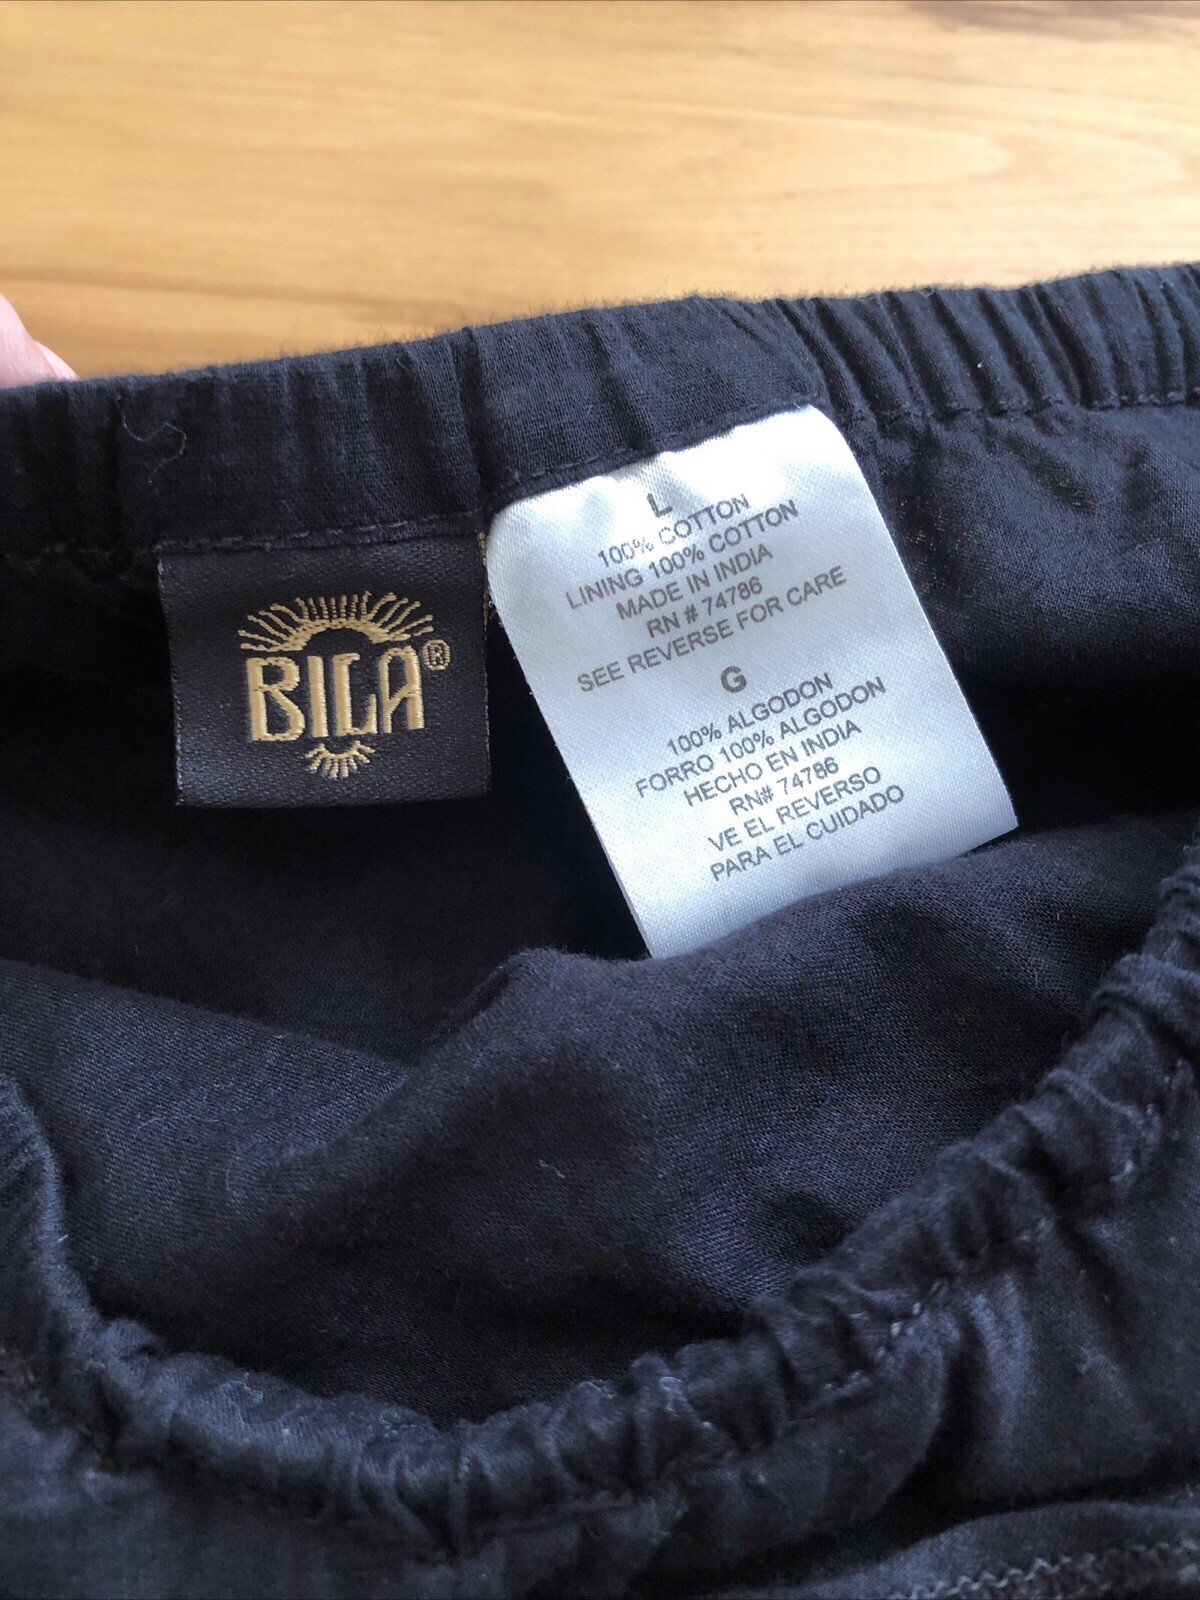 BILA®
L
100% COTTON
LINING 100% COTTON
MADE IN INDIA
RN # 74786
SEE REVERSE FOR CARE
G
100% ALGODON
FORRO 100% ALGODON
HECHO EN INDIA
RN# 74786
VE EL REVERSO
PARA EL CUIDADO